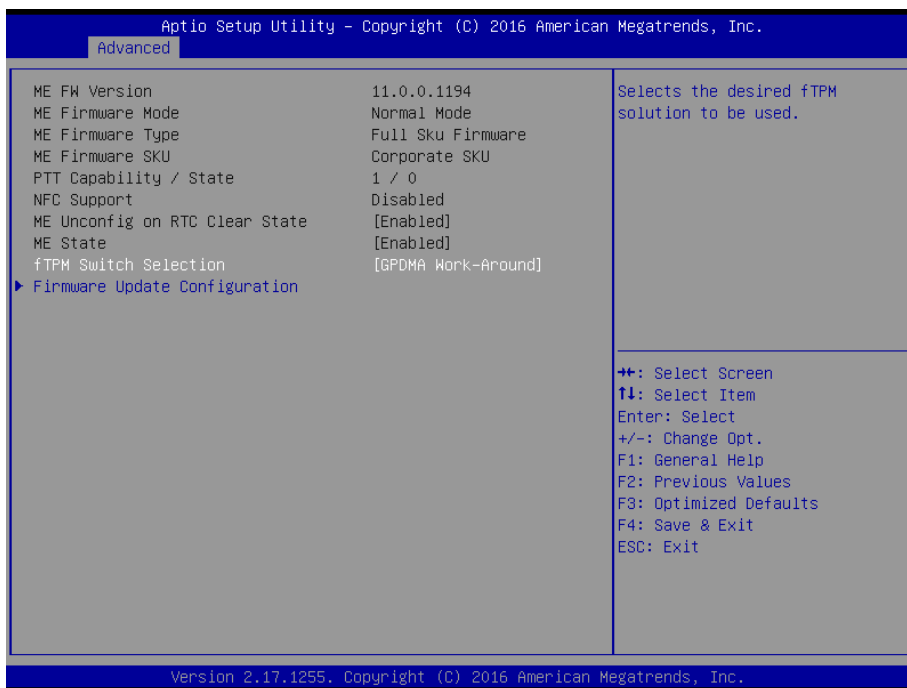 Aptio Setup Utility – Copyright (C) 2016 American Megatrends, Inc.
Advanced
ME FW Version 11.0.0.1194
ME Firmware Mode Normal Mode
ME Firmware Type Full Sku Firmware
ME Firmware SKU Corporate SKU
PTT Capability / State 1 / 0
NFC Support Disabled
ME Unconfig on RTC Clear State [Enabled]
ME State [Enabled]
fTPM Switch Selection [GPDMA Work-Around]
Firmware Update Configuration
Selects the desired fTPM
solution to be used.
→←: Select Screen
↑↓: Select Item
Enter: Select
+/-: Change Opt.
F1: General Help
F2: Previous Values
F3: Optimized Defaults
F4: Save & Exit
ESC: Exit
Version 2.17.1255. Copyright (C) 2016 American Megatrends, Inc.